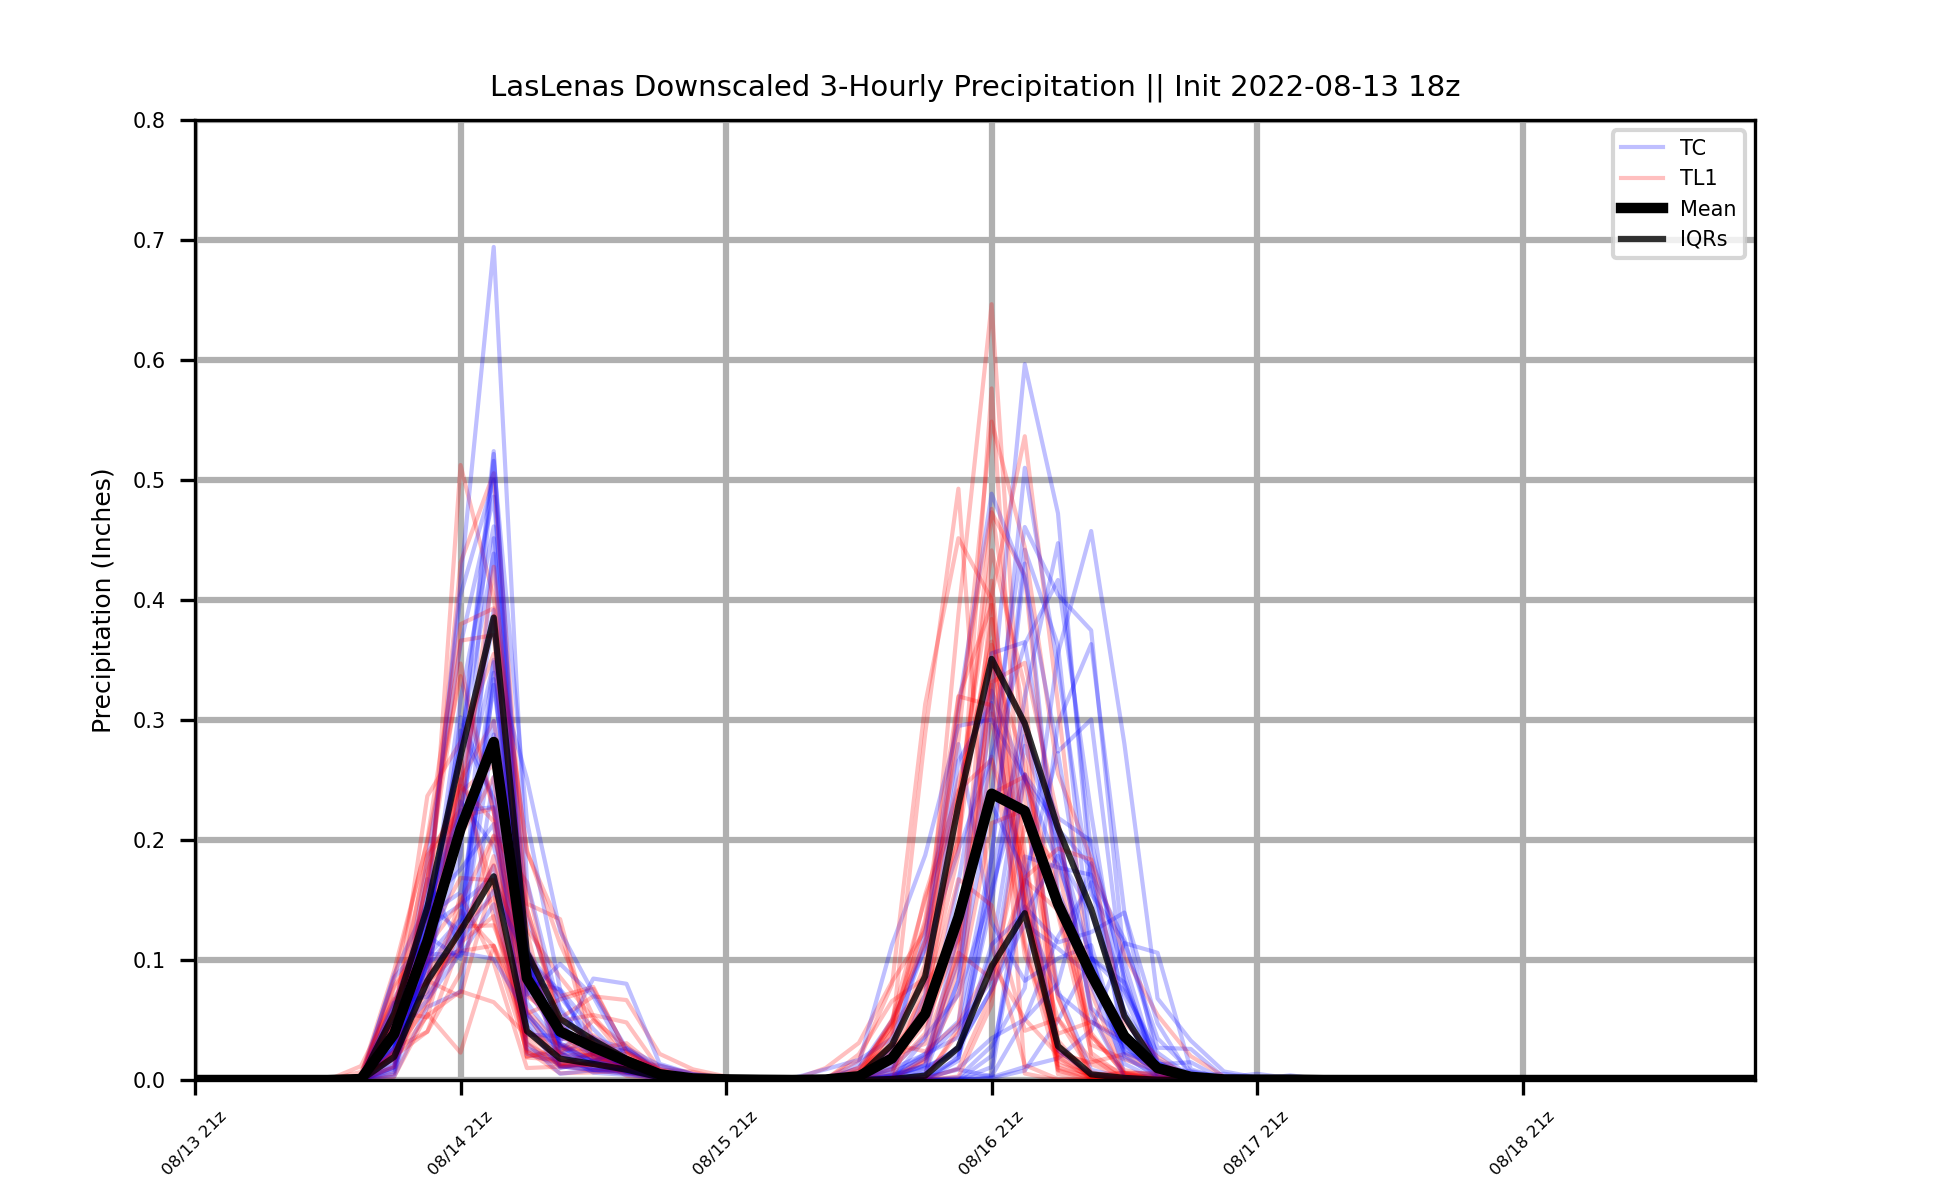 LasLenas Downscaled 3-Hourly Precipitation || Init 2022-08-13 18z
TC
TL1
Mean
IQRs
Precipitation (Inches)
0.8
0.7
0.6
0.5
0.4
0.3
0.2
0.1
0.0
08/13 21z
08/14 21z
08/15 21z
08/16 21z
08/17 21z
08/18 21z